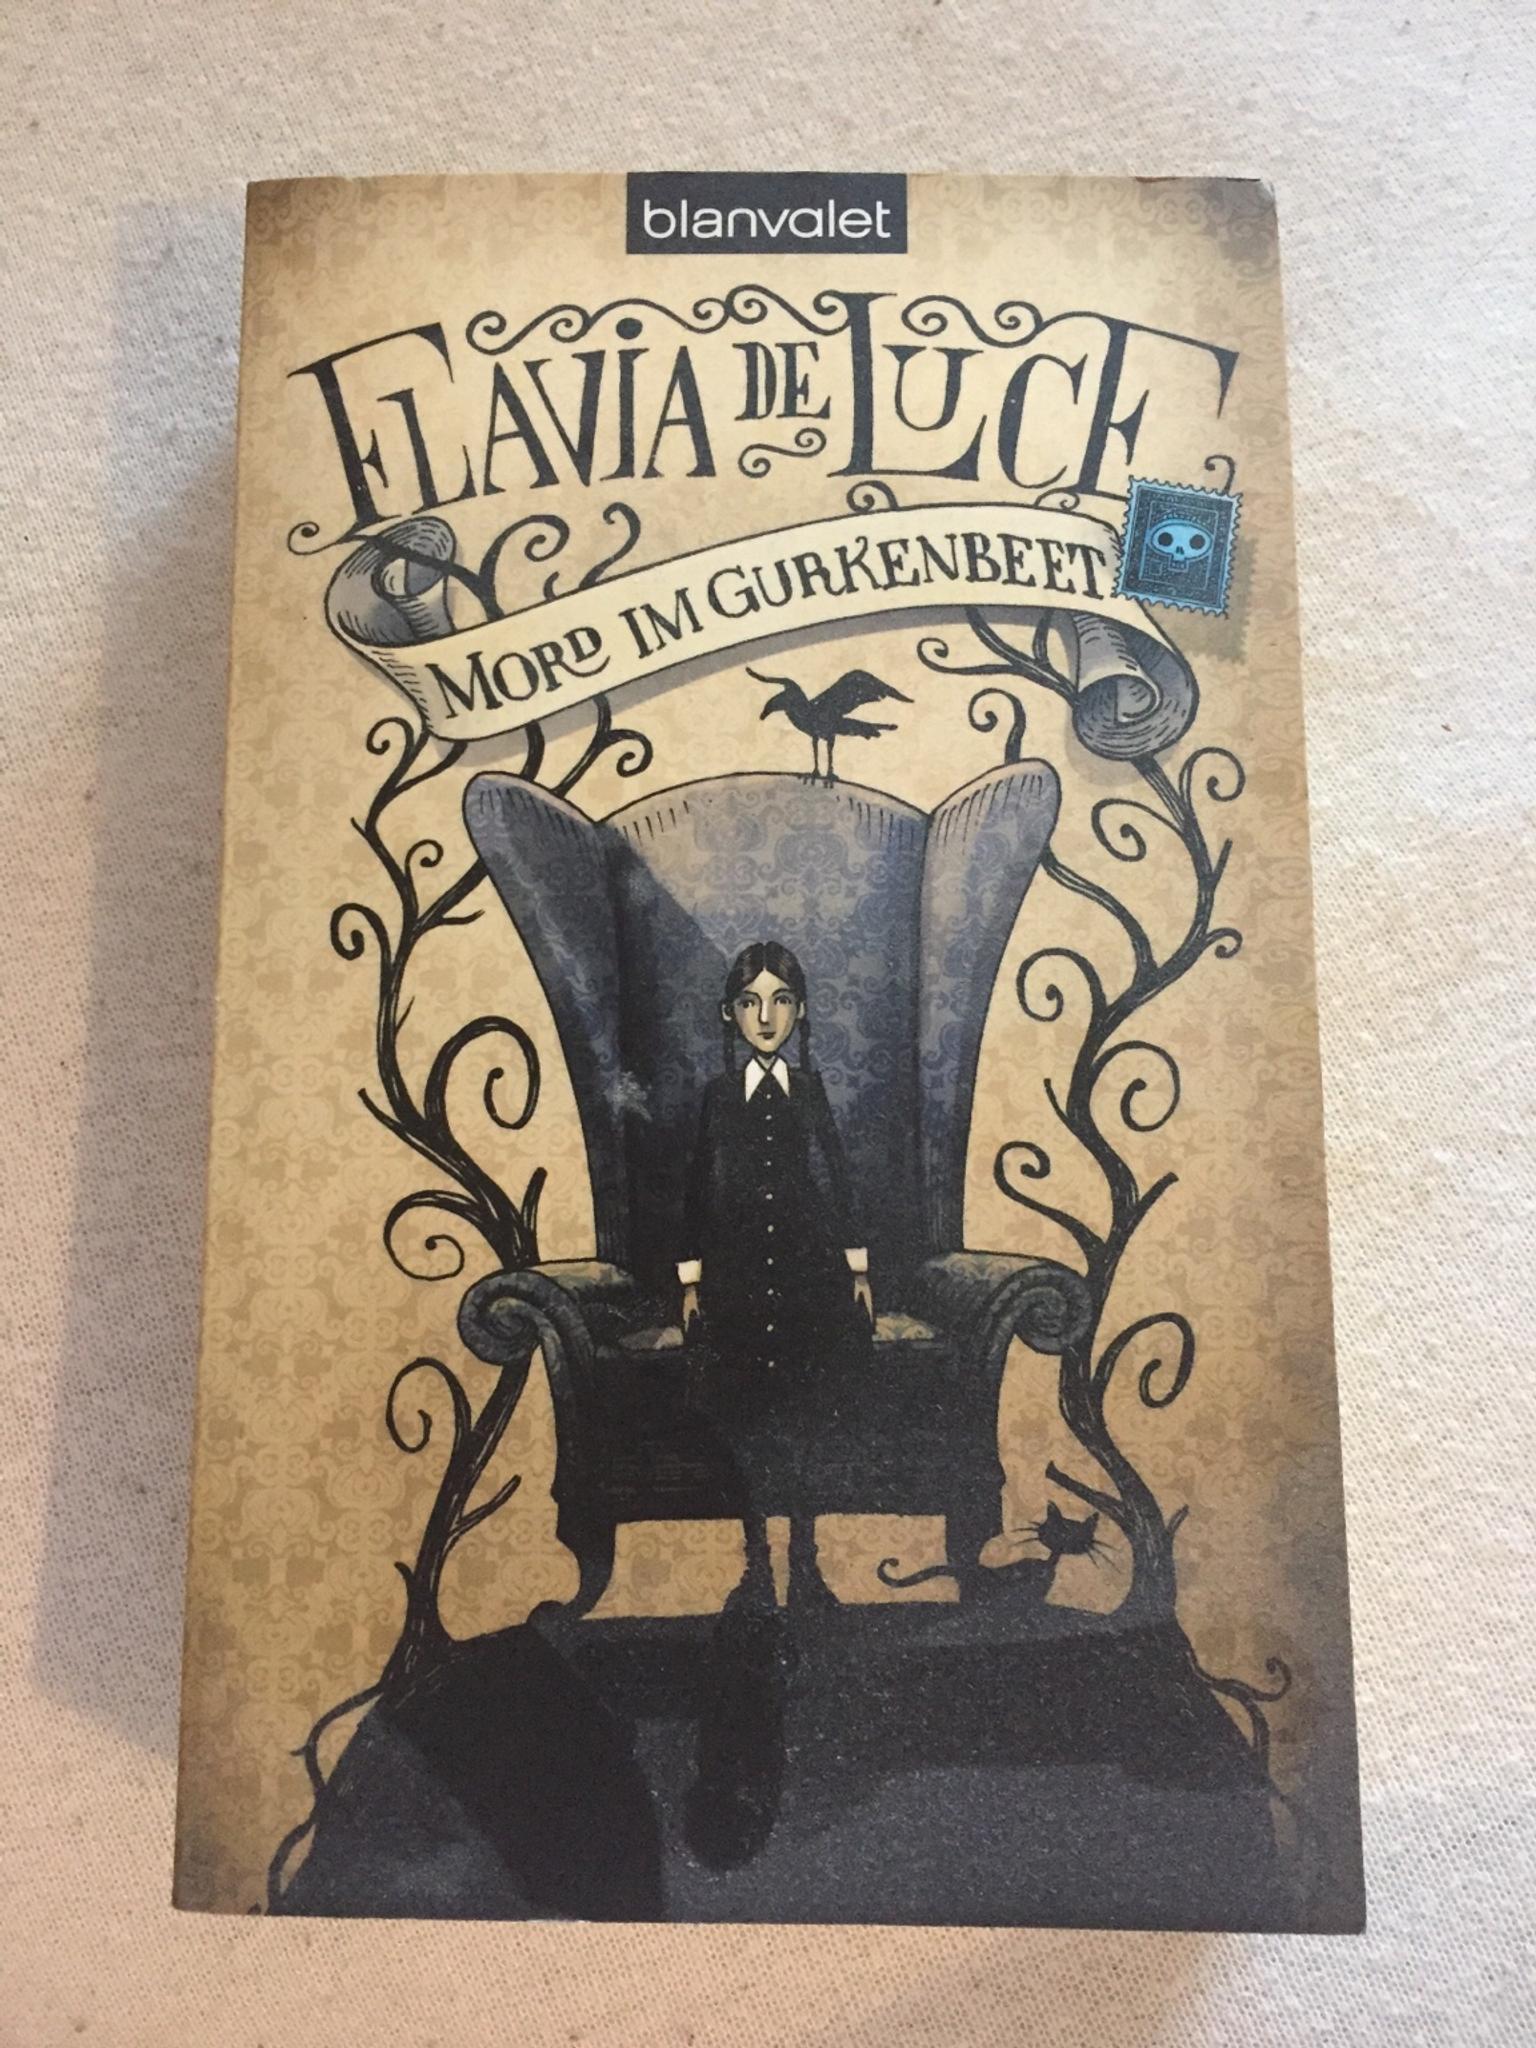 blanvalet
FLAVIA DE LUCE
MORD IM GURKENBEET